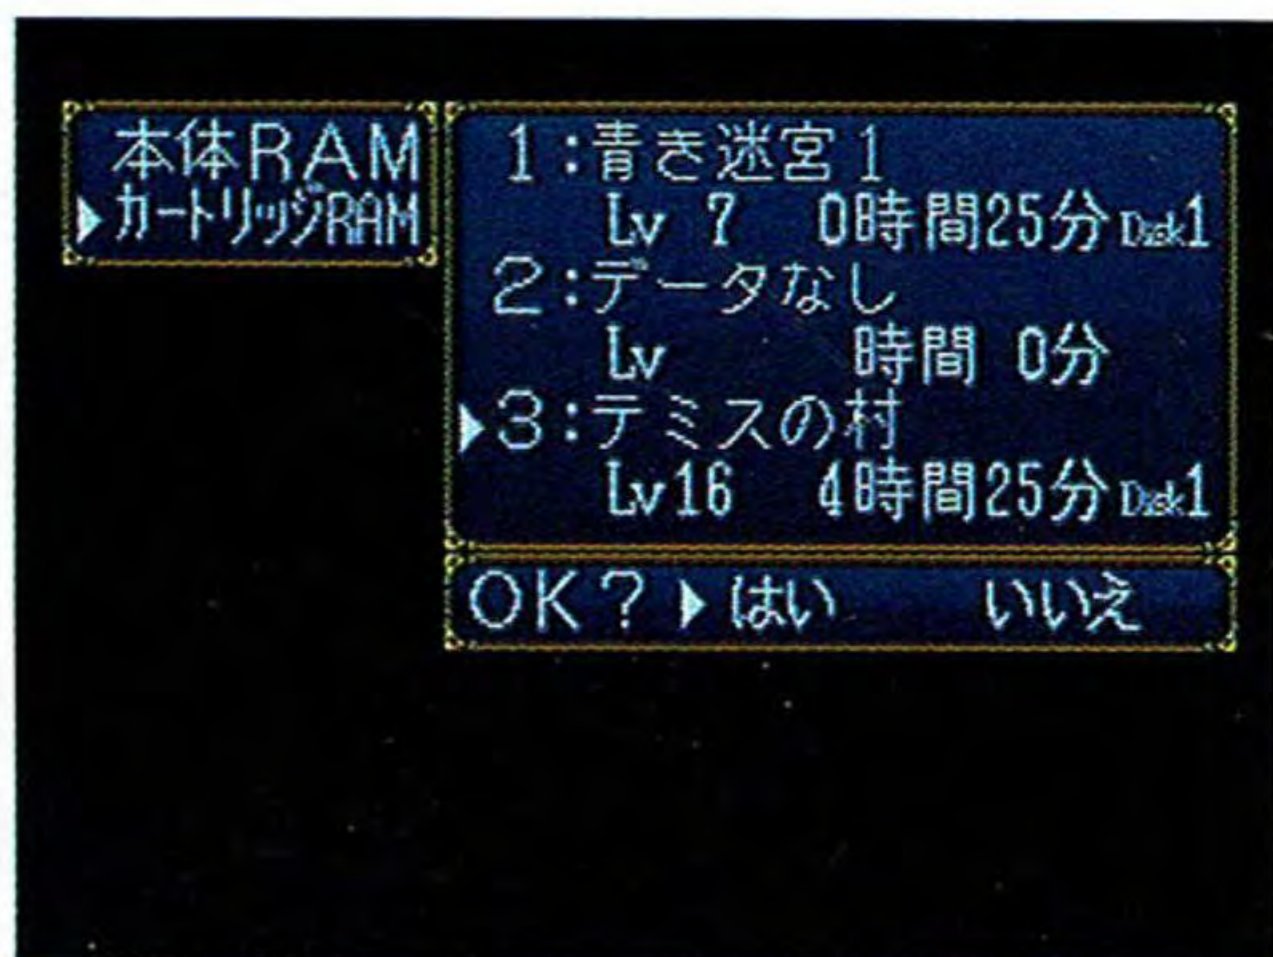 本体RAM
▶カートリッジRAM
1:青き迷宮1
Lv 7 0時間25分 Disk1
2:データなし
Lv 時間 0分
▶3:テミスの村
Lv16 4時間25分 Disk1
OK? ▶はい いいえ